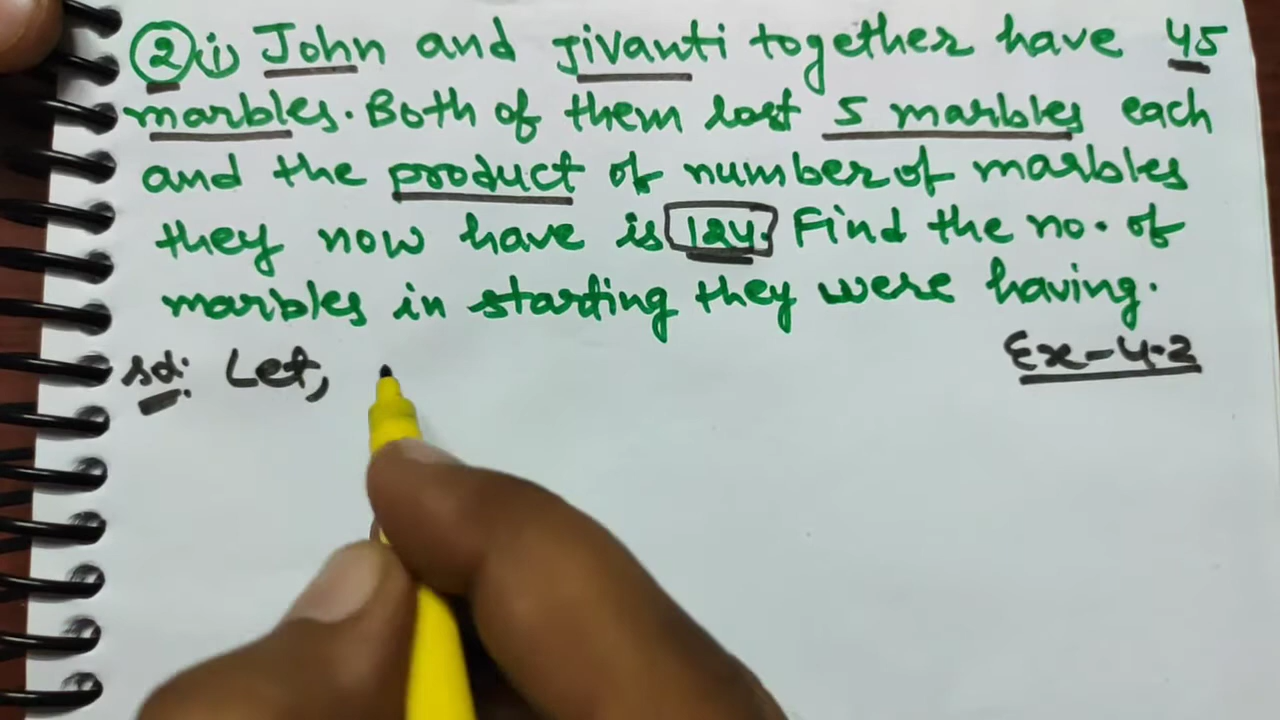 2 i) John and Jivanti together have 45
marbles. Both of them lost 5 marbles each
and the product of number of marbles
they now have is 124. Find the no. of
marbles in starting they were having.
Ex-4.2
sol: Let,